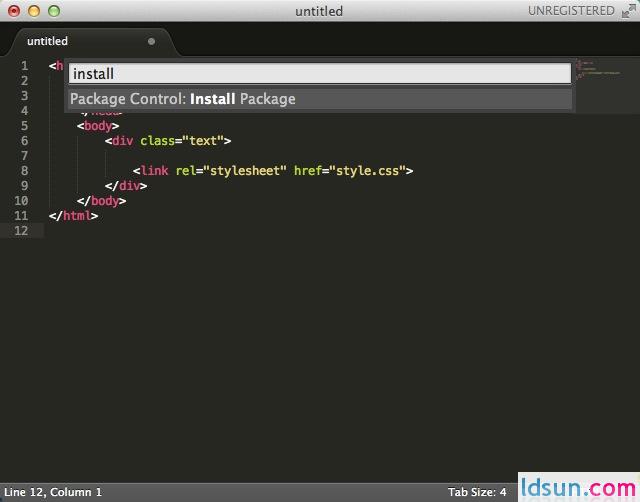 untitled
UNREGISTERED
untitled
install
Package Control: Install Package
1 <h
2
3
4
5 <body>
6 <div class="text">
7
8 <link rel="stylesheet" href="style.css">
9 </div>
10 </body>
11 </html>
12
Line 12, Column 1
Tab Size: 4
ldsun.com